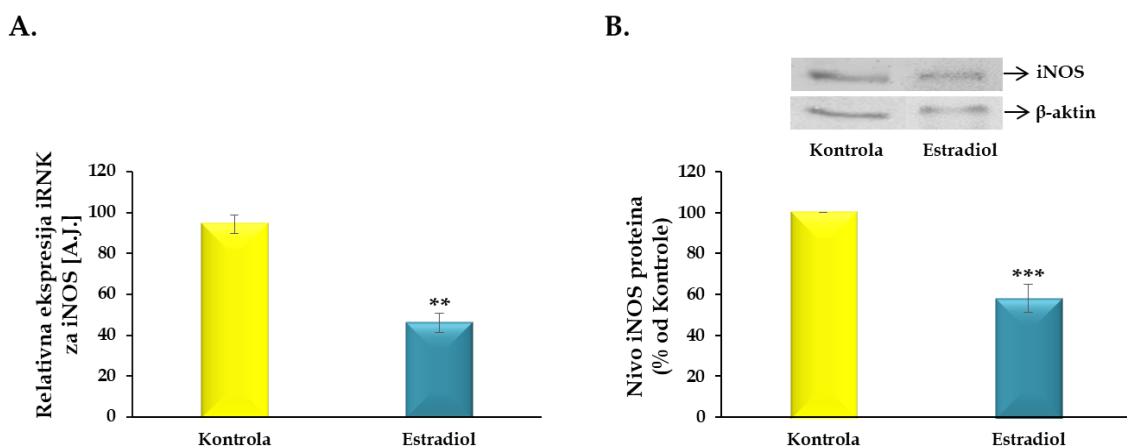 A.
Relativna ekspresija iRNK
za iNOS [A.J.]
120
100
80
60
40
20
0
**
Kontrola
Estradiol
B.
iNOS
β-aktin
Kontrola
Estradiol
Nivo iNOS proteina
(% od Kontrole)
120
100
80
60
40
20
0
***
Kontrola
Estradiol